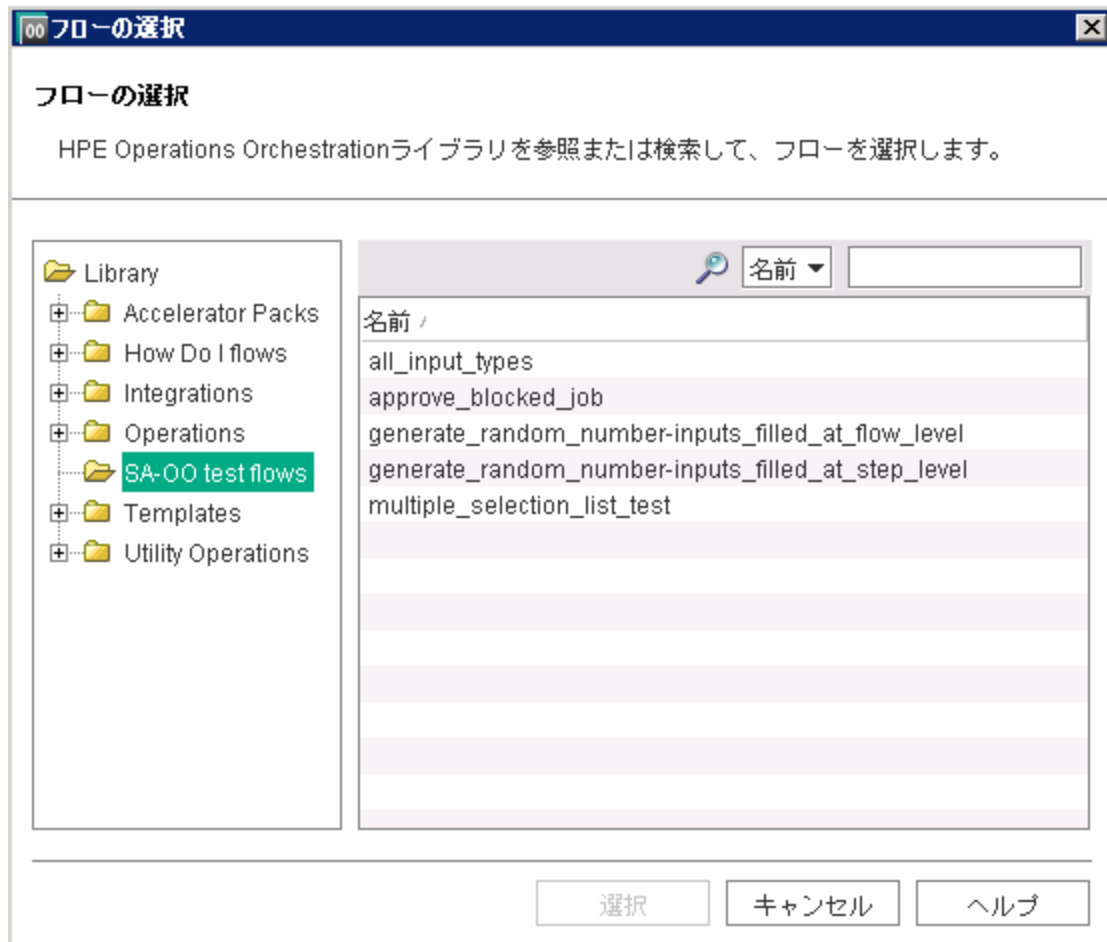 フローの選択
フローの選択
HPE Operations Orchestrationライブラリを参照または検索して、フローを選択します。
Library
Accelerator Packs
How Do I flows
Integrations
Operations
SA-OO test flows
Templates
Utility Operations
名前
名前
all_input_types
approve_blocked_job
generate_random_number-inputs_filled_at_flow_level
generate_random_number-inputs_filled_at_step_level
multiple_selection_list_test
選択
キャンセル
ヘルプ